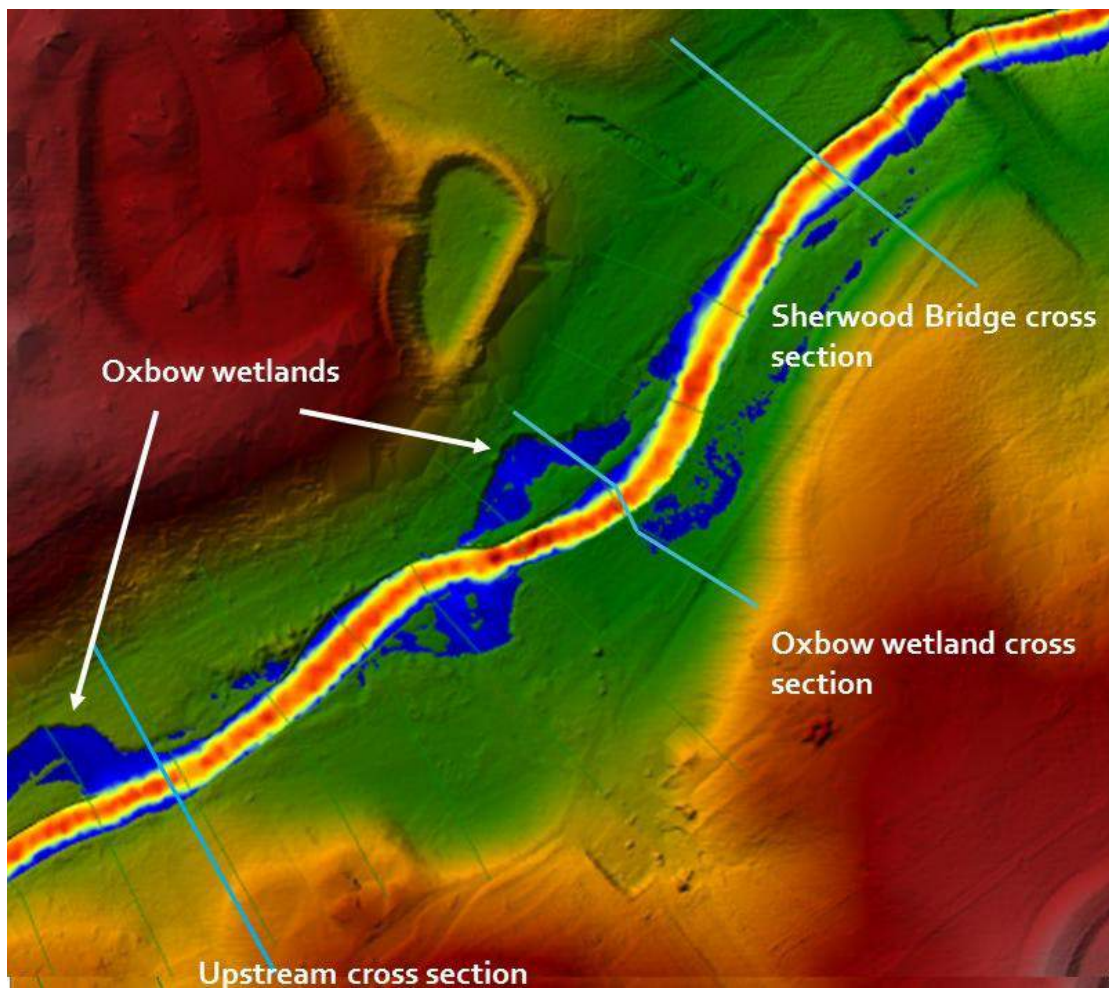 Sherwood Bridge cross
section
Oxbow wetlands
Oxbow wetland cross
section
Upstream cross section